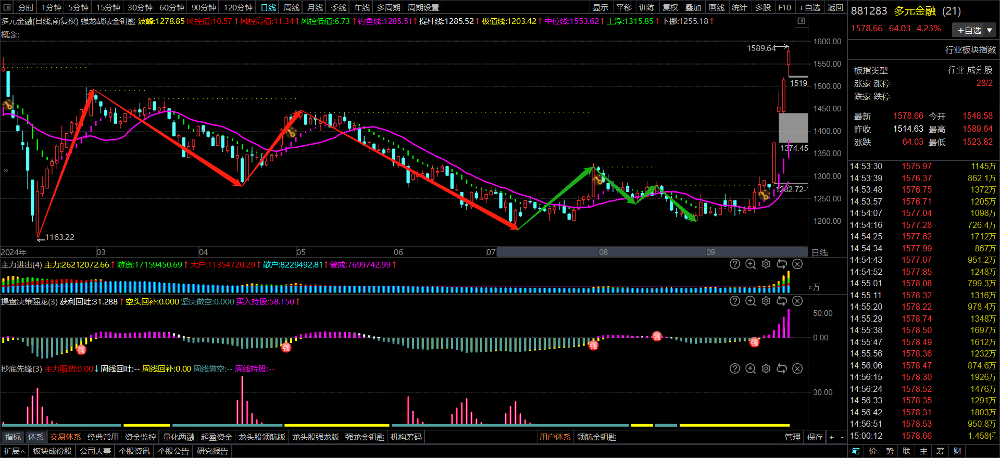 分时 1分钟 5分钟 15分钟 30分钟 60分钟 90分钟 120分钟 日线 周线 月线 季线 年线 多周期 周期设置 显示 平移 训练 复权 叠加 画线 统计 多股 F10 +自选 返回
多元金融(日线,前复权) 强龙战法金钥匙 波峰:1278.85 风控值:10.57↑ 风控高值:11.34↑ 风控低值:6.73↑ 钓鱼线:1285.51↑ 提杆线:1285.52↑ 极值线:1203.42↑ 中位线:1553.62↑ 上浮:1315.85↑ 下挪:1255.18↑
概念:
1589.64
1519
1374.45
1282.72-
1163.22
1600.00
1550.00
1500.00
1450.00
1400.00
1350.00
1300.00
1250.00
1200.00
»
2024年 03 04 05 06 07 08 09 日线
主力进出(4) 主力:26212072.66↑ 游资:17159450.69↑ 大户:11354720.29↑ 散户:8229492.81↑ 警戒:7699742.99↑
×万
操盘决策强龙(3) 获利回吐:31.288↑ 空头回补:0.000 坚决做空:0.000 买入持股:58.150↑
50.00
0.00
强 强 强 强 强
抄底先锋(3) 主力吸货:0.00↓ 周线回吐:-- 周线回补:0.00 周线做空:-- 周线持股:--
30.00
指标 体系 交易体系 经典常用 资金监控 量化两融 超盈资金 龙头股领航版 龙头股强龙版 强龙金钥匙 机构筹码 用户体系 领航金钥匙 管理 保存 + -
扩展∧ 板块成份股 公司大事 个股资讯 个股公告 研究报告
881283 多元金融 (21)
1578.66 64.03 4.23% +自选 ▼
行业板块指数
板指类型 行业 成分股
涨家 涨停 28/2
跌家 跌停
最新 1578.66 今开 1548.58
昨收 1514.63 最高 1589.64
涨跌 64.03 最低 1523.82
14:53:30 1575.97 1145万
14:53:39 1576.37 862.1万
14:53:48 1576.75 1372万
14:53:57 1576.71 1205万
14:54:07 1577.04 1098万
14:54:16 1577.28 726.4万
14:54:25 1577.62 1712万
14:54:34 1577.99 867万
14:54:43 1577.07 951.2万
14:54:52 1577.85 1248万
14:55:01 1578.08 799.3万
14:55:11 1578.32 1316万
14:55:20 1578.22 978.4万
14:55:29 1578.74 1348万
14:55:38 1578.50 1697万
14:55:47 1578.49 1612万
14:55:56 1578.36 1232万
14:56:06 1578.47 874.6万
14:56:15 1578.30 1926万
14:56:24 1578.52 1476万
14:56:33 1578.35 1291万
14:56:42 1578.31 1803万
14:56:51 1578.53 950.8万
15:00:12 1578.66 1.458亿
笔 价 势 联 主 筹 财